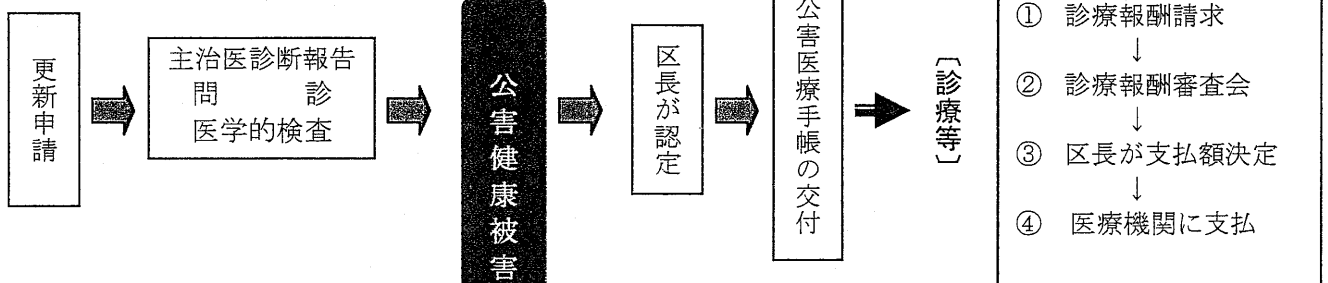 更新申請
主治医診断報告
問　　診
医学的検査
公害健康被害
区長が認定
公害医療手帳の交付
〔診療等〕
① 診療報酬請求
↓
② 診療報酬審査会
↓
③ 区長が支払額決定
↓
④ 医療機関に支払